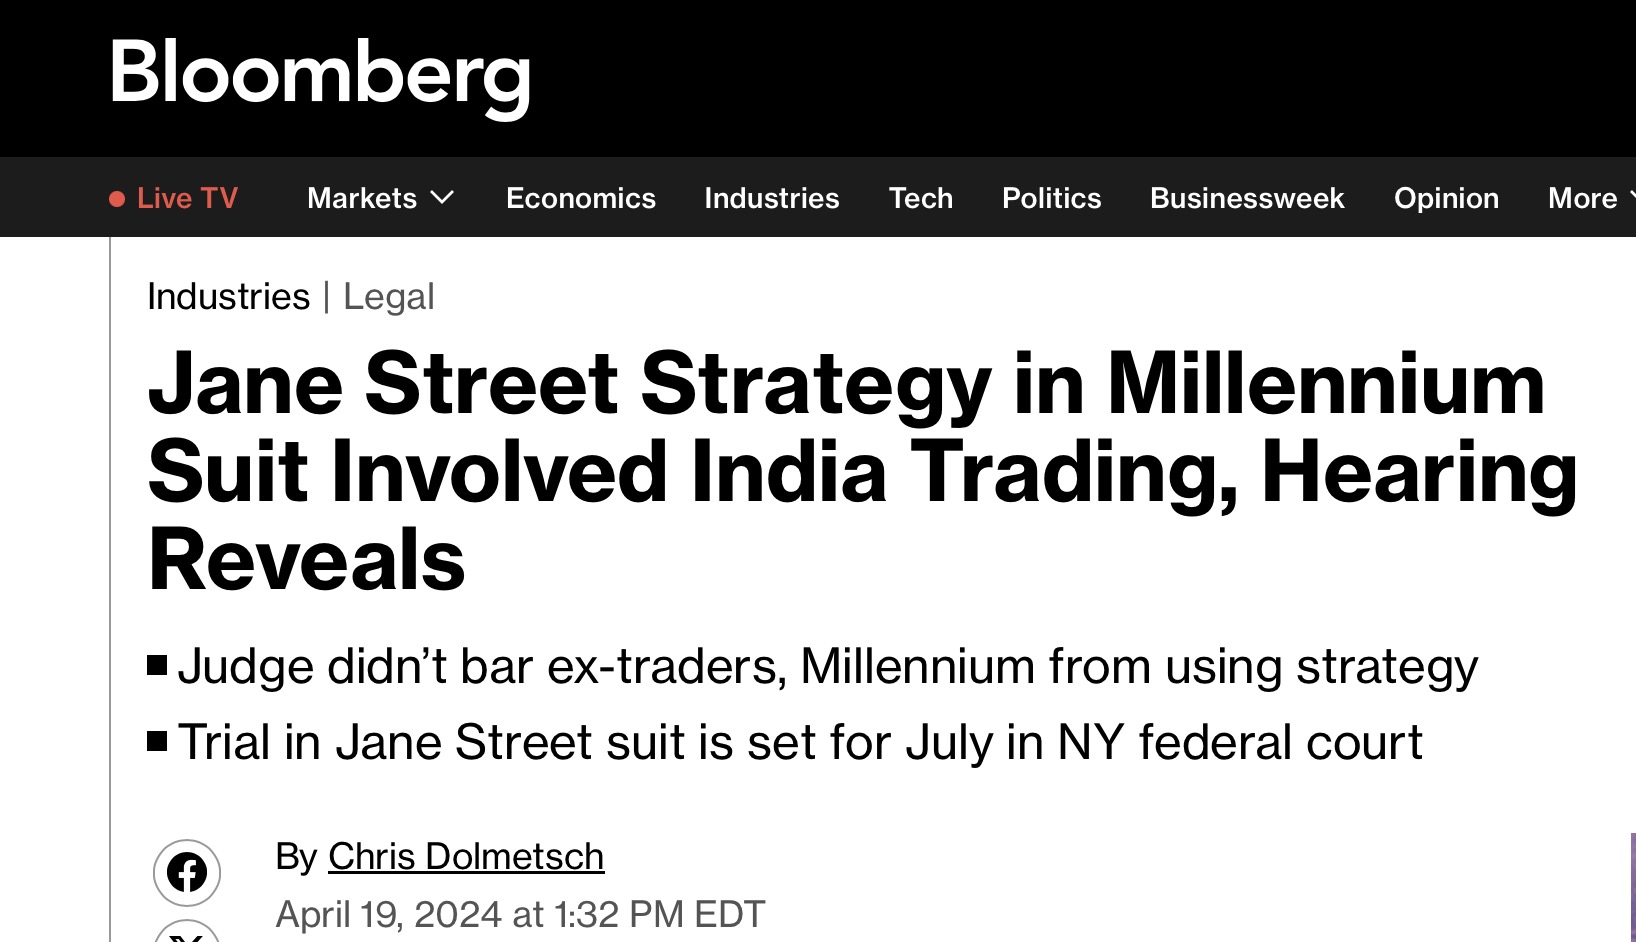 Bloomberg
Live TV Markets Economics Industries Tech Politics Businessweek Opinion More
Industries | Legal
Jane Street Strategy in Millennium
Suit Involved India Trading, Hearing
Reveals
■ Judge didn’t bar ex-traders, Millennium from using strategy
■ Trial in Jane Street suit is set for July in NY federal court
By Chris Dolmetsch
April 19, 2024 at 1:32 PM EDT